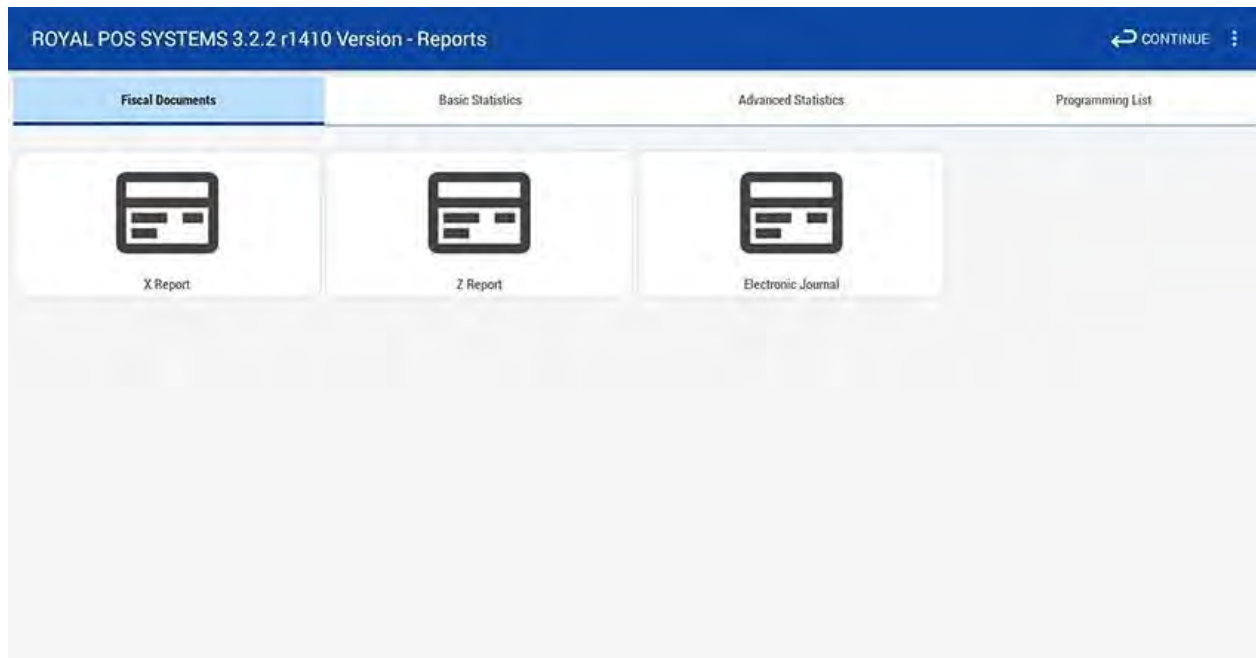 ROYAL POS SYSTEMS 3.2.2 r1410 Version - Reports
CONTINUE
Fiscal Documents
Basic Statistics
Advanced Statistics
Programming List
X Report
Z Report
Electronic Journal